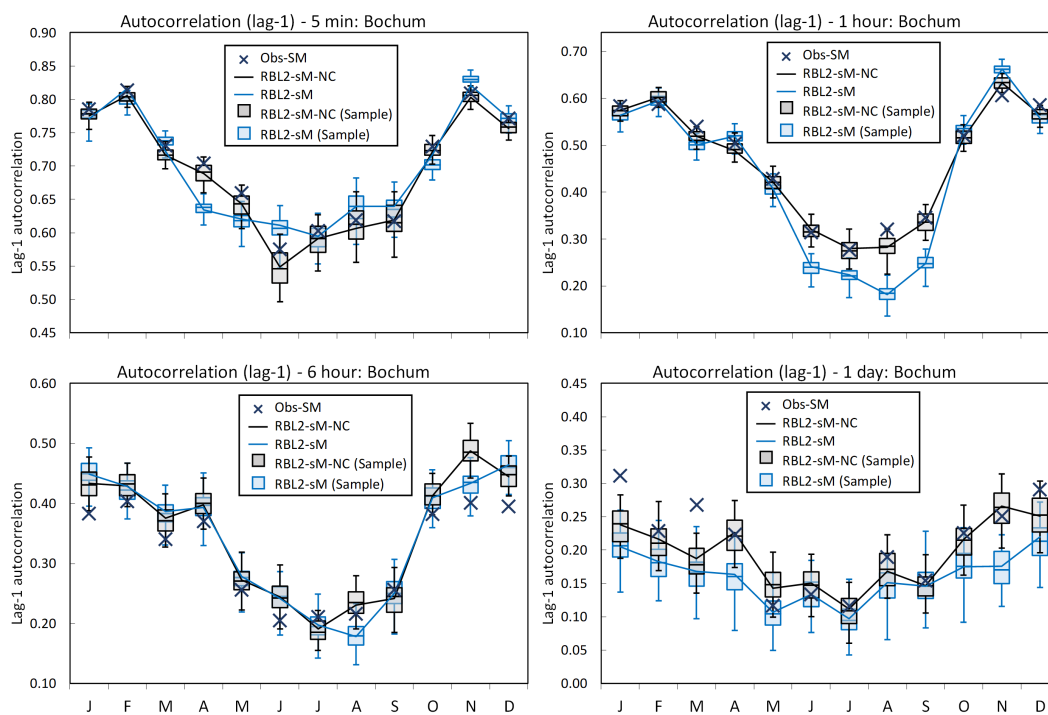 Autocorrelation (lag-1) - 5 min: Bochum
0.90
0.85
0.80
0.75
0.70
0.65
0.60
0.55
0.50
0.45
Lag-1 autocorrelation
Obs-SM
RBL2-sM-NC
RBL2-sM
RBL2-sM-NC (Sample)
RBL2-sM (Sample)
Autocorrelation (lag-1) - 1 hour: Bochum
0.70
0.60
0.50
0.40
0.30
0.20
0.10
Lag-1 autocorrelation
Obs-SM
RBL2-sM-NC
RBL2-sM
RBL2-sM-NC (Sample)
RBL2-sM (Sample)
Autocorrelation (lag-1) - 6 hour: Bochum
0.60
0.50
0.40
0.30
0.20
0.10
Lag-1 autocorrelation
Obs-SM
RBL2-sM-NC
RBL2-sM
RBL2-sM-NC (Sample)
RBL2-sM (Sample)
J F M A M J J A S O N D
Autocorrelation (lag-1) - 1 day: Bochum
0.45
0.40
0.35
0.30
0.25
0.20
0.15
0.10
0.05
0.00
Lag-1 autocorrelation
Obs-SM
RBL2-sM-NC
RBL2-sM
RBL2-sM-NC (Sample)
RBL2-sM (Sample)
J F M A M J J A S O N D